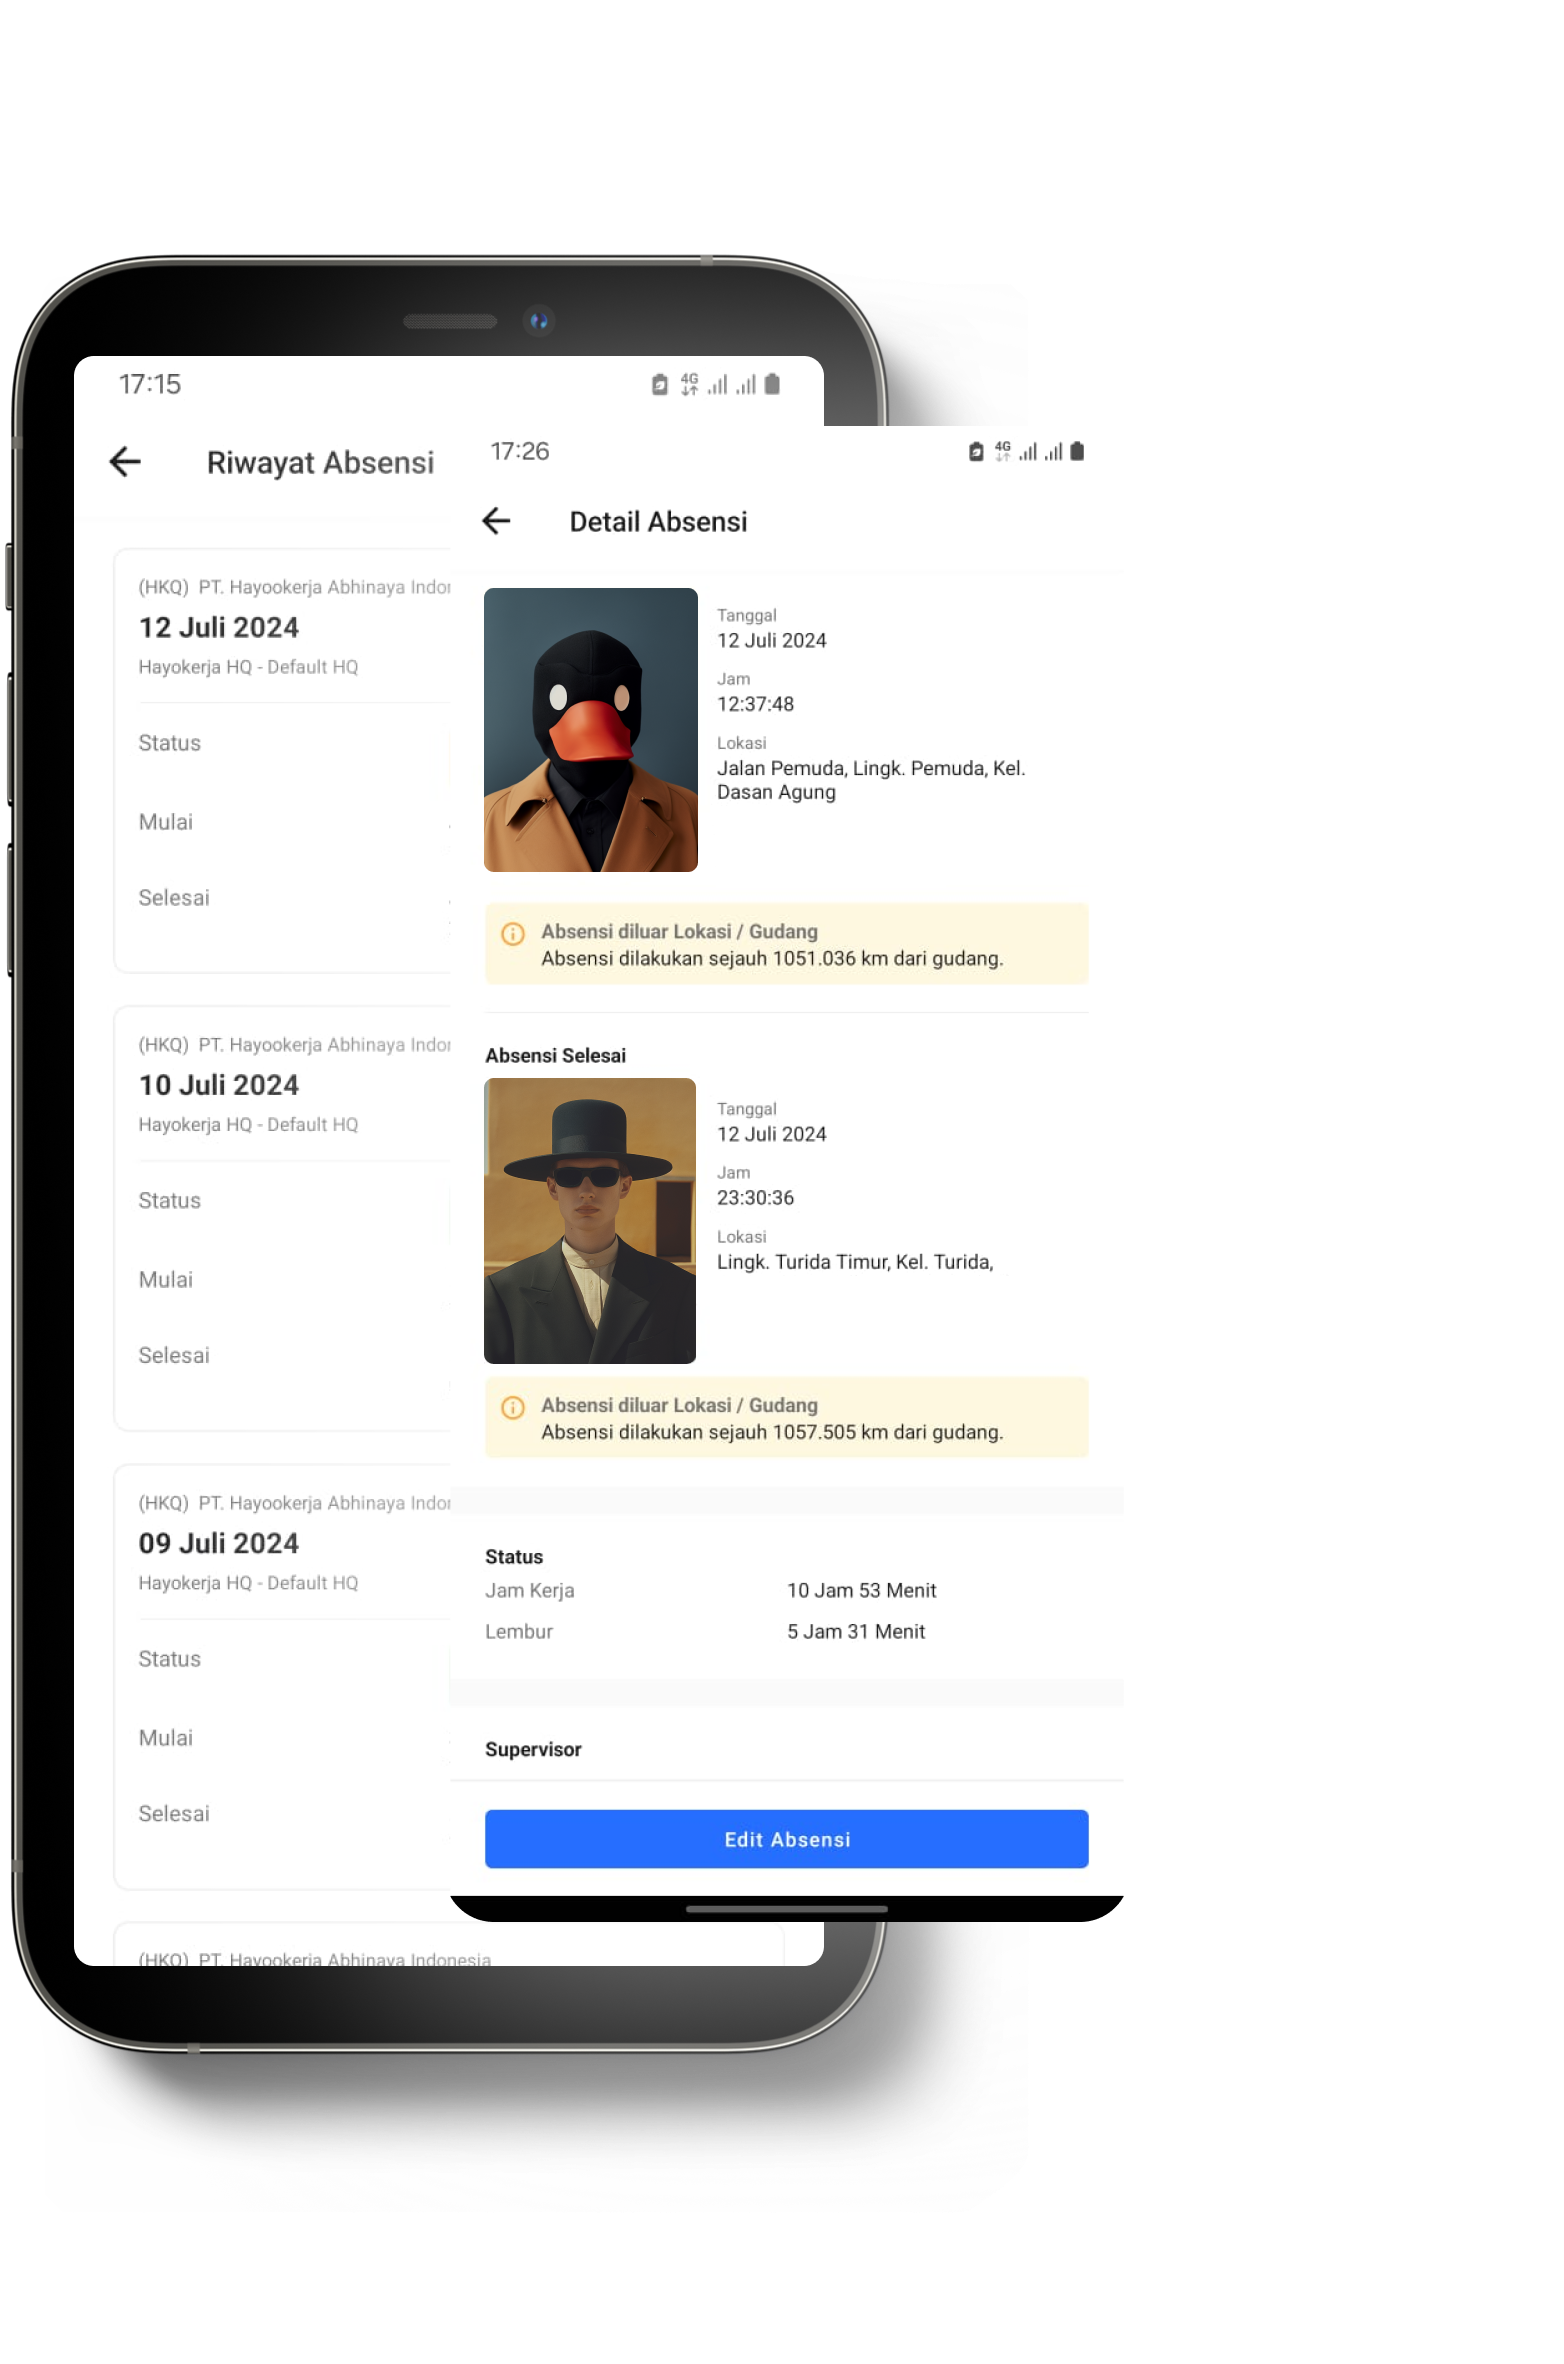 17:15
4G
Riwayat Absensi
(HKQ) PT. Hayookerja Abhinaya
12 Juli 2024
Hayokerja HQ - Default HQ
Status
Mulai
Selesai
(HKQ) PT. Hayookerja Abhinaya
10 Juli 2024
Hayokerja HQ - Default HQ
Status
Mulai
Selesai
(HKQ) PT. Hayookerja Abhinaya
09 Juli 2024
Hayokerja HQ - Default HQ
Status
Mulai
Selesai
(HKQ) PT. Hayookerja Abhinaya Indonesia
17:26
4G
Detail Absensi
Tanggal
12 Juli 2024
Jam
12:37:48
Lokasi
Jalan Pemuda, Lingk. Pemuda, Kel.
Dasan Agung
Absensi diluar Lokasi / Gudang
Absensi dilakukan sejauh 1051.036 km dari gudang.
Absensi Selesai
Tanggal
12 Juli 2024
Jam
23:30:36
Lokasi
Lingk. Turida Timur, Kel. Turida,
Absensi diluar Lokasi / Gudang
Absensi dilakukan sejauh 1057.505 km dari gudang.
Status
Jam Kerja 10 Jam 53 Menit
Lembur 5 Jam 31 Menit
Supervisor
Edit Absensi